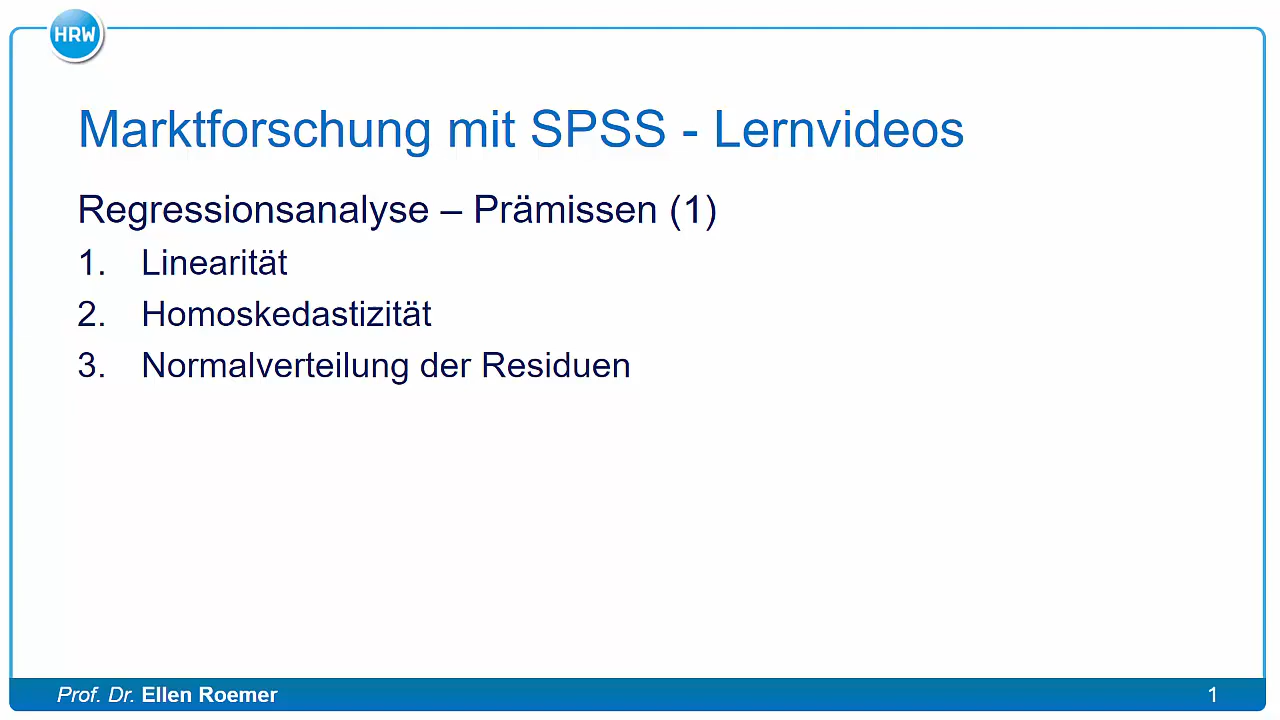 HRW
Marktforschung mit SPSS - Lernvideos
Regressionsanalyse – Prämissen (1)
1. Linearität
2. Homoskedastizität
3. Normalverteilung der Residuen
Prof. Dr. Ellen Roemer
1